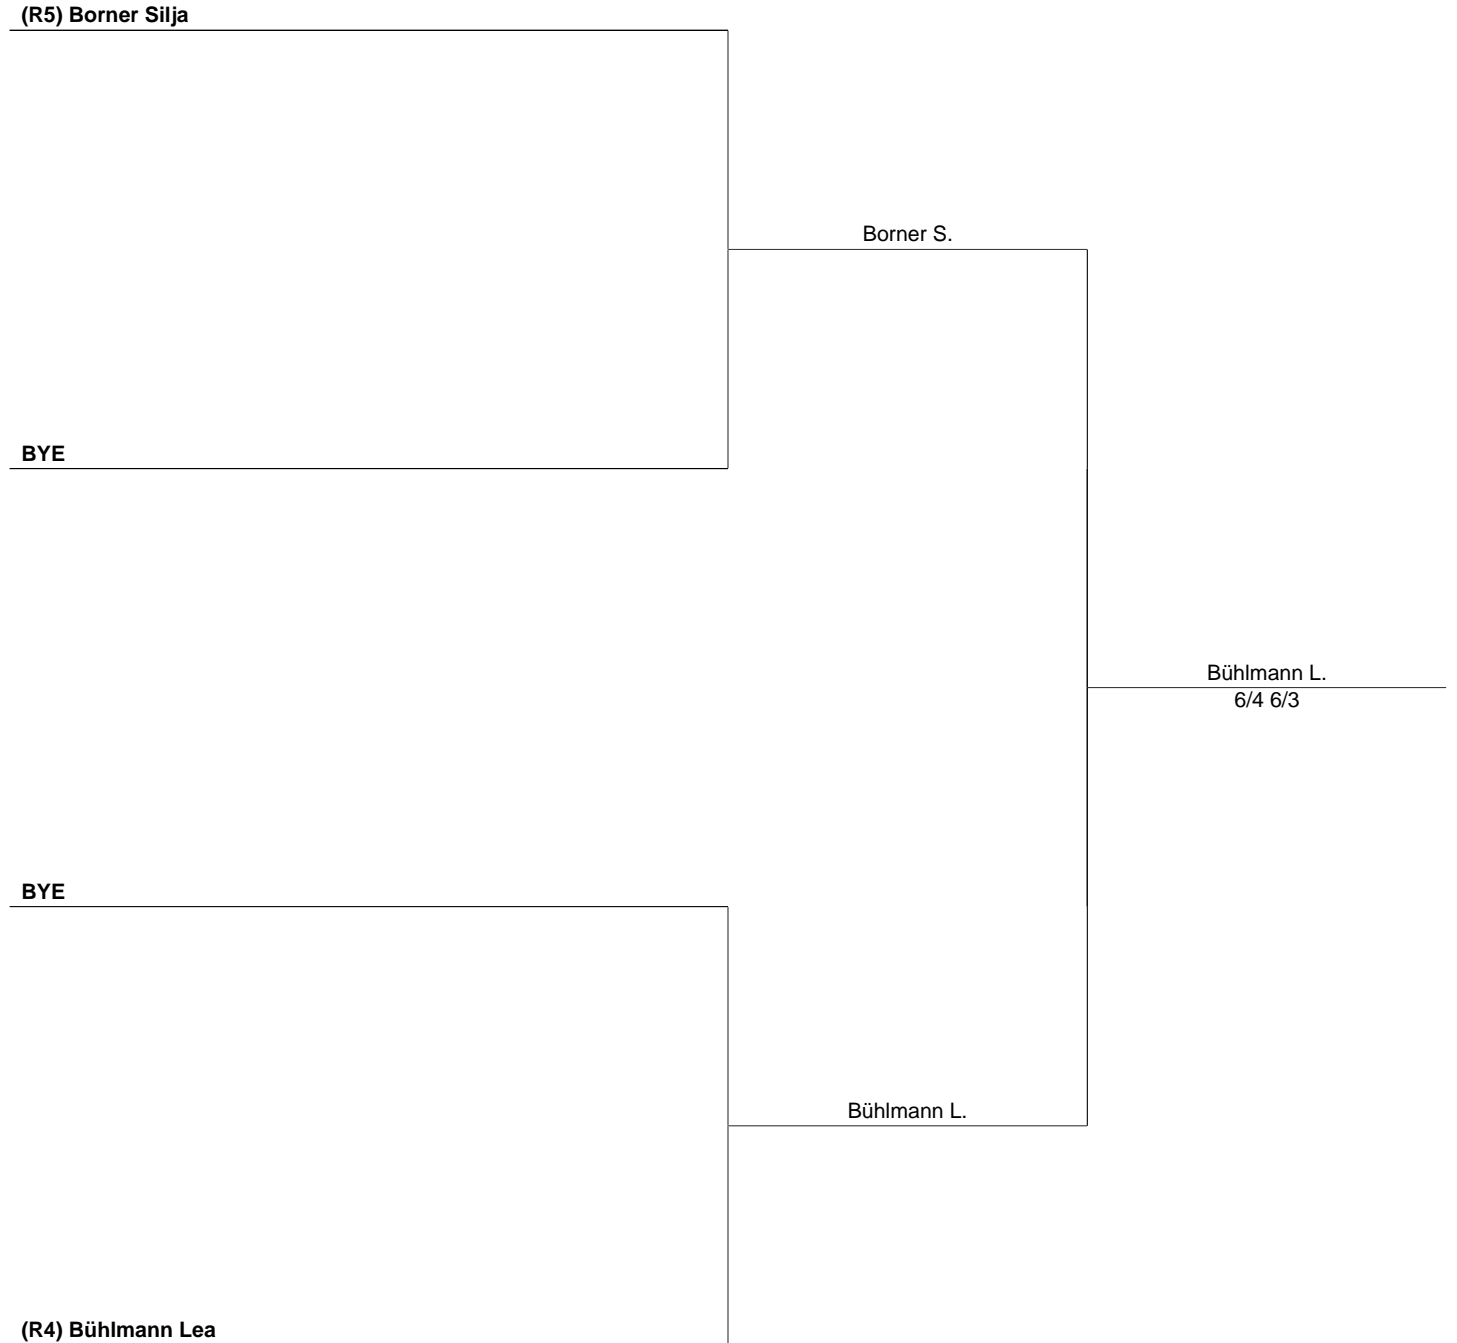 (R5) Borner Silja
Borner S.
BYE
Bühlmann L.
6/4 6/3
BYE
Bühlmann L.
(R4) Bühlmann Lea